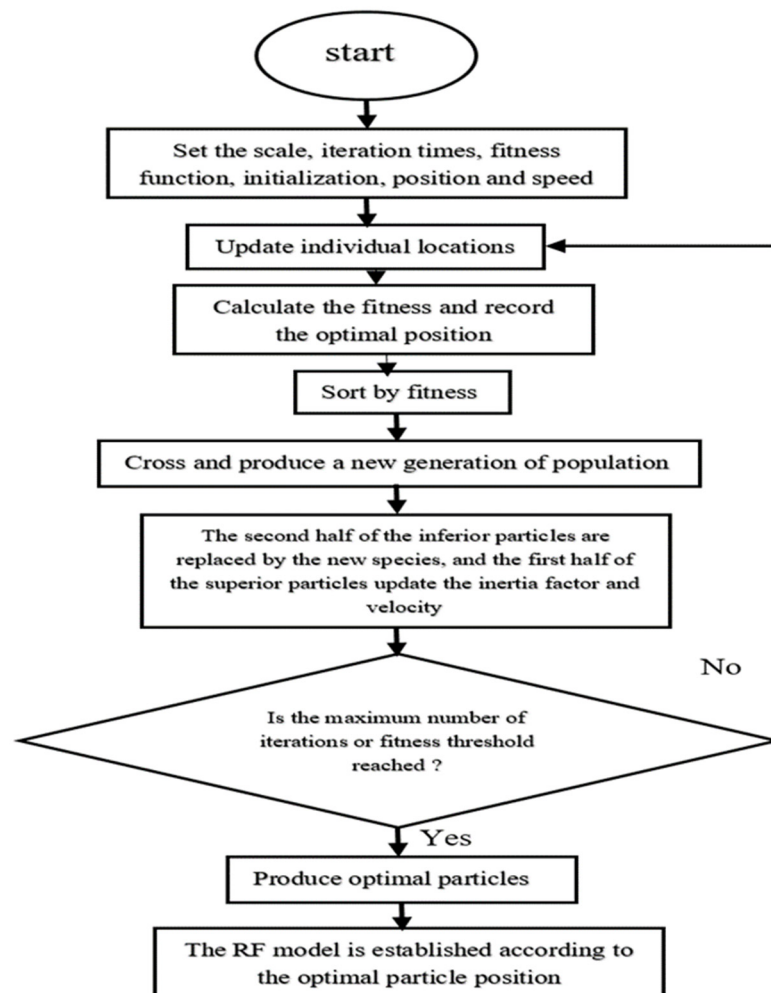 start
Set the scale, iteration times, fitness
function, initialization, position and speed
Update individual locations
Calculate the fitness and record
the optimal position
Sort by fitness
Cross and produce a new generation of population
The second half of the inferior particles are
replaced by the new species, and the first half of
the superior particles update the inertia factor and
velocity
No
Is the maximum number of
iterations or fitness threshold
reached ?
Yes
Produce optimal particles
The RF model is established according to
the optimal particle position